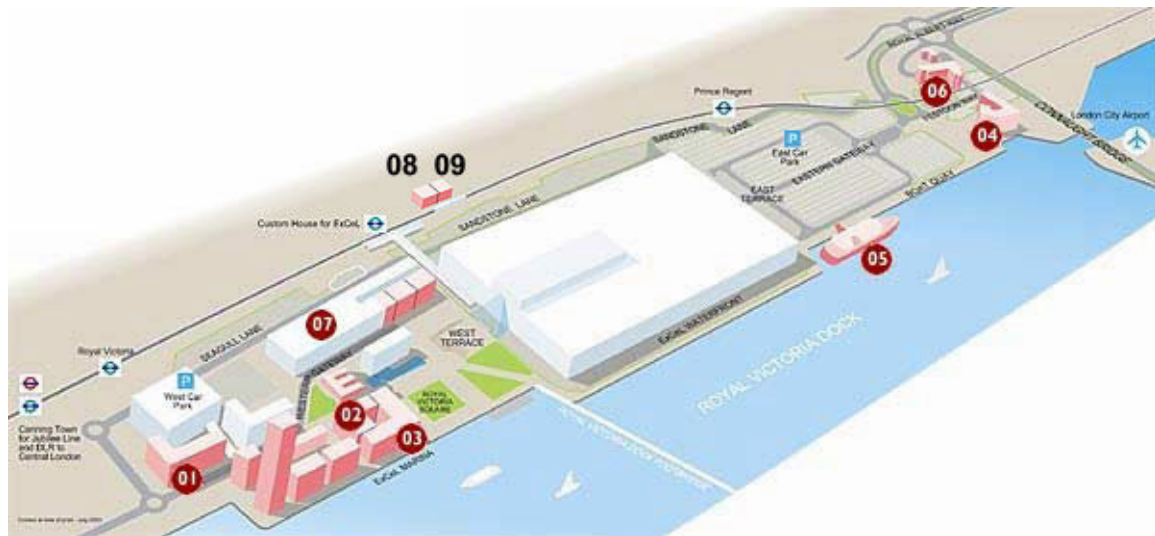 ROYAL ALBERT WAY
06
Prince Regent
CONNAUGHT BRIDGE
London City Airport
04
SANDSTONE LANE
P
East Car
Park
EASTERN GATEWAY
08 09
EAST
TERRACE
Custom House for ExCeL
SANDSTONE LANE
05
07
ExCeL WATERFRONT
WEST
TERRACE
SEAGULL LANE
Royal Victoria
ROYAL VICTORIA DOCK
WESTERN GATEWAY
P
West Car
Park
ROYAL
VICTORIA
SQUARE
02
Canning Town
for Jubilee Line
and DLR to
Central London
03
ExCeL MARINA
01